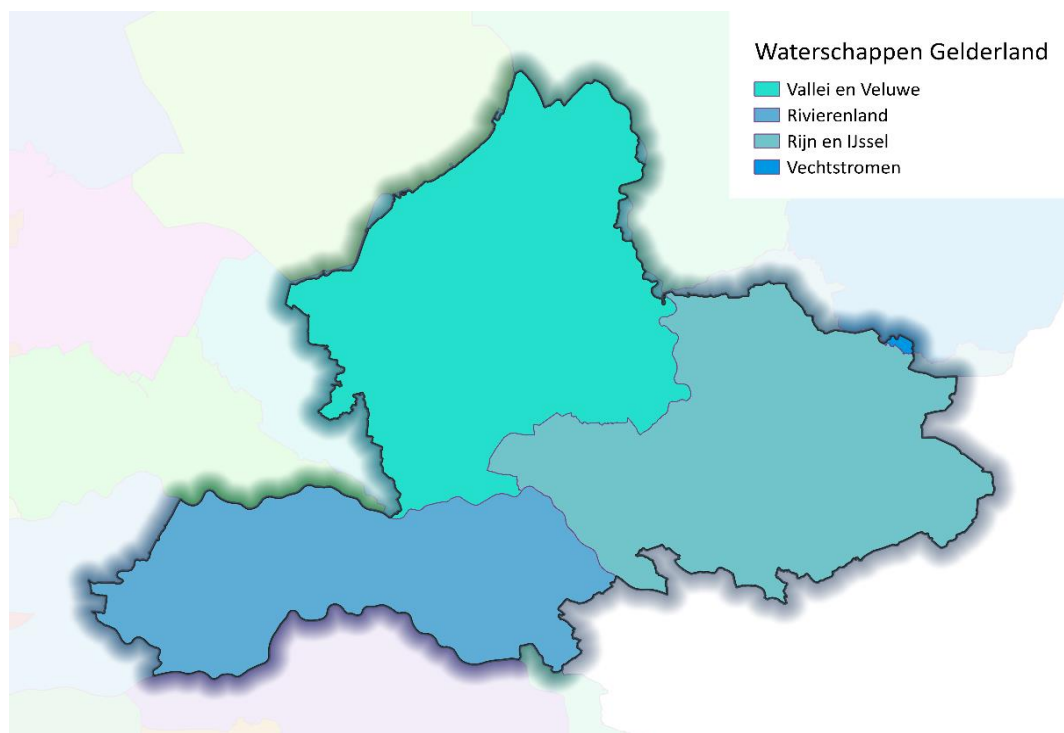 Waterschappen Gelderland
Vallei en Veluwe
Rivierenland
Rijn en IJssel
Vechtstromen